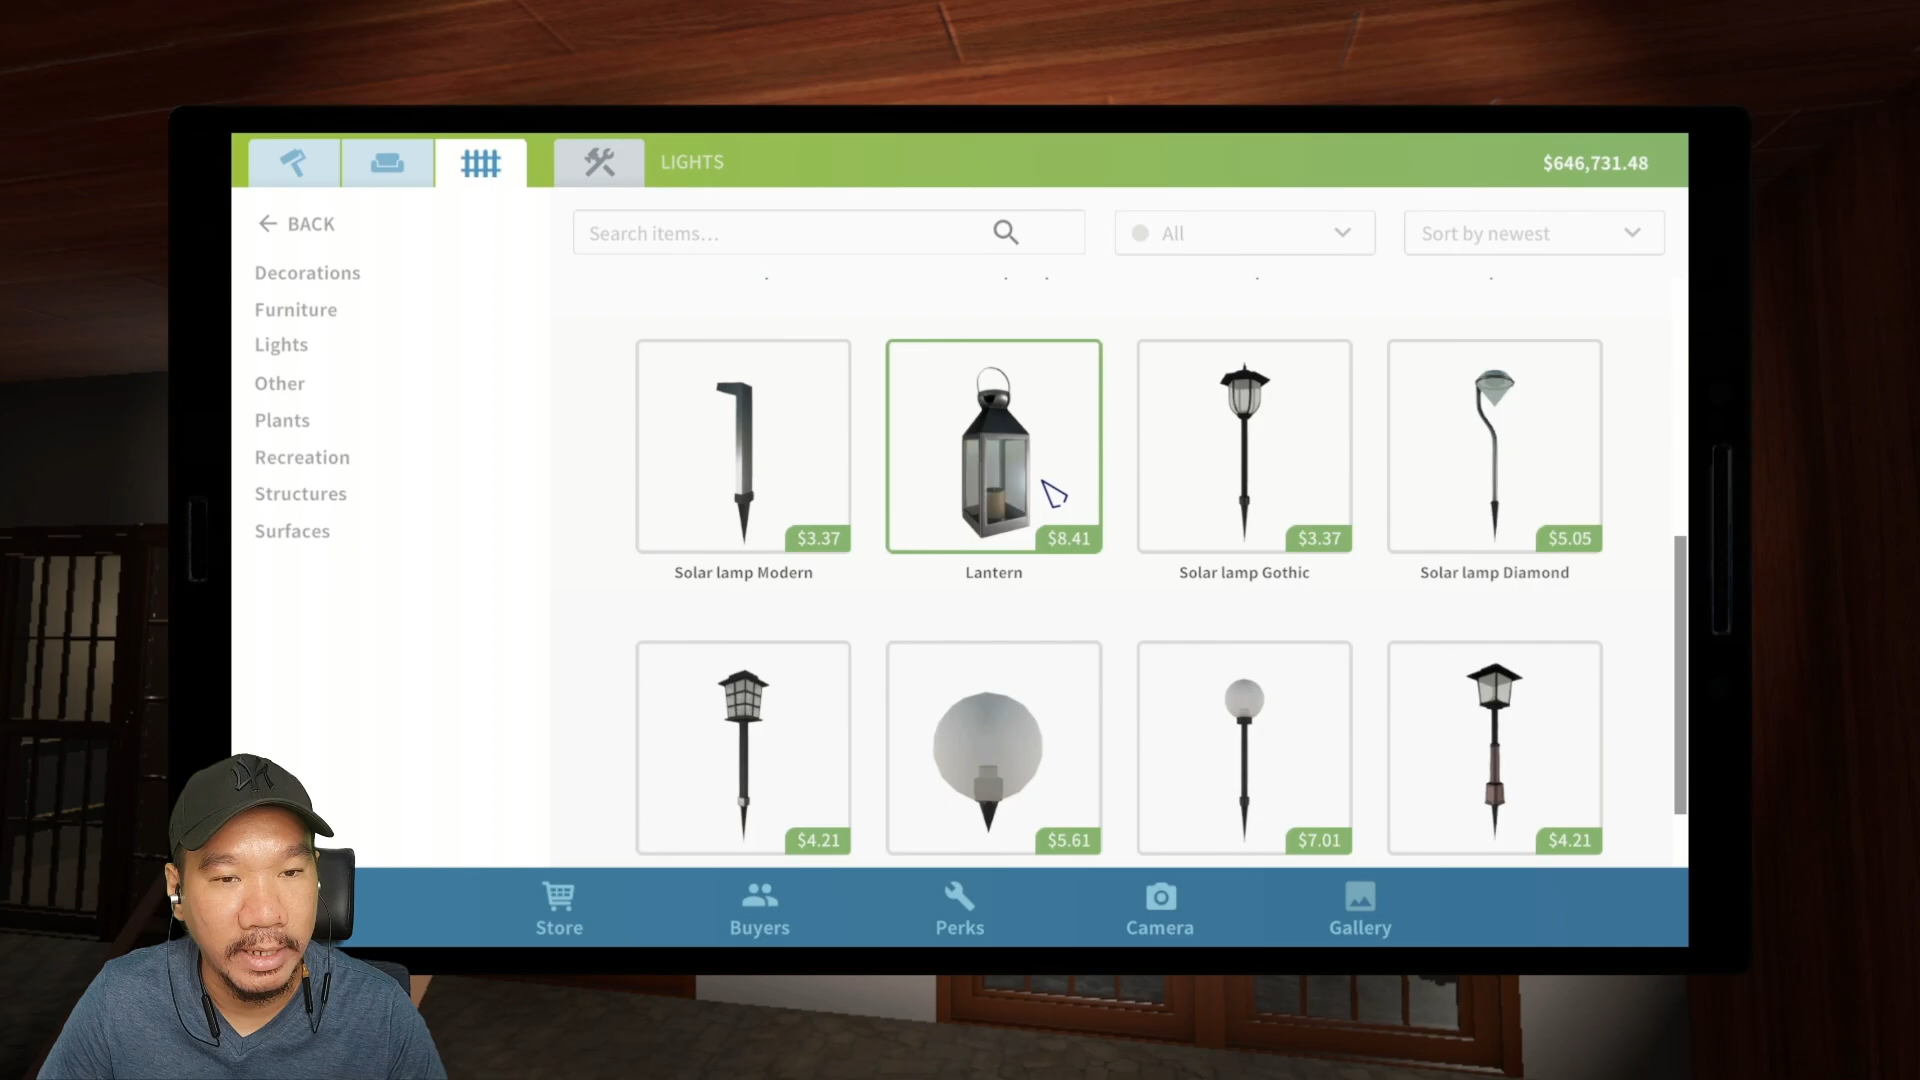 LIGHTS
$646,731.48
BACK
Search items...
All
Sort by newest
Decorations
Furniture
Lights
Other
Plants
Recreation
Structures
Surfaces
$3.37
$8.41
$3.37
$5.05
Solar lamp Modern
Lantern
Solar lamp Gothic
Solar lamp Diamond
$4.21
$5.61
$7.01
$4.21
Store
Buyers
Perks
Camera
Gallery